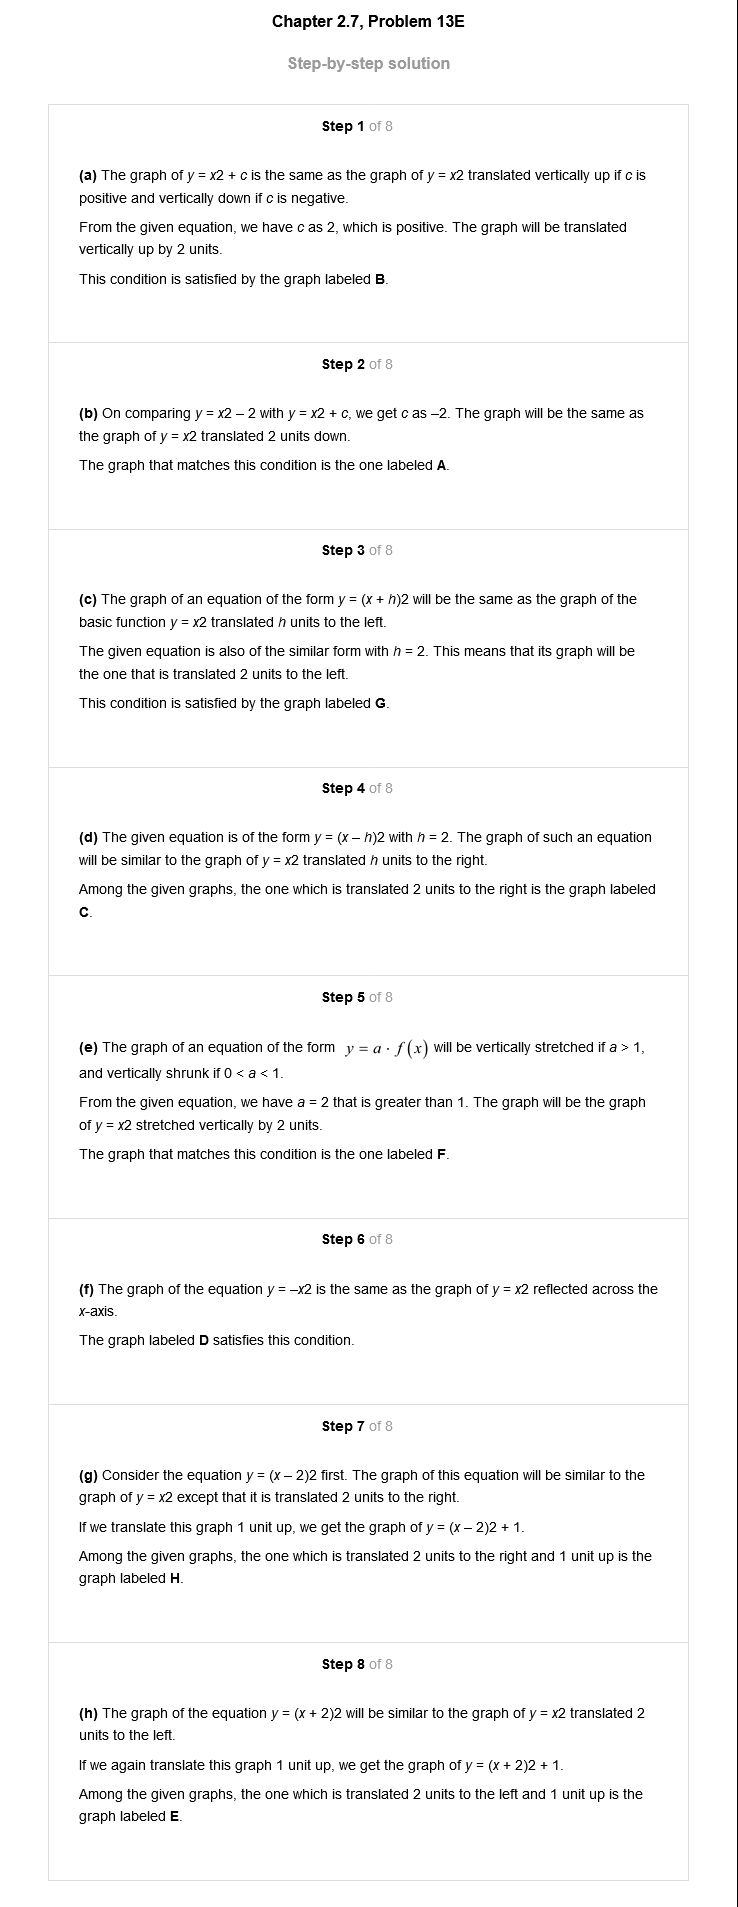 Chapter 2.7, Problem 13E
Step-by-step solution
Step 1 of 8
(a) The graph of y = x2 + c is the same as the graph of y = x2 translated vertically up if c is
positive and vertically down if c is negative.
From the given equation, we have c as 2, which is positive. The graph will be translated
vertically up by 2 units.
This condition is satisfied by the graph labeled B.
Step 2 of 8
(b) On comparing y = x2 – 2 with y = x2 + c, we get c as –2. The graph will be the same as
the graph of y = x2 translated 2 units down.
The graph that matches this condition is the one labeled A.
Step 3 of 8
(c) The graph of an equation of the form y = (x + h)2 will be the same as the graph of the
basic function y = x2 translated h units to the left.
The given equation is also of the similar form with h = 2. This means that its graph will be
the one that is translated 2 units to the left.
This condition is satisfied by the graph labeled G.
Step 4 of 8
(d) The given equation is of the form y = (x – h)2 with h = 2. The graph of such an equation
will be similar to the graph of y = x2 translated h units to the right.
Among the given graphs, the one which is translated 2 units to the right is the graph labeled
C.
Step 5 of 8
(e) The graph of an equation of the form y = a · f(x) will be vertically stretched if a > 1,
and vertically shrunk if 0 < a < 1.
From the given equation, we have a = 2 that is greater than 1. The graph will be the graph
of y = x2 stretched vertically by 2 units.
The graph that matches this condition is the one labeled F.
Step 6 of 8
(f) The graph of the equation y = –x2 is the same as the graph of y = x2 reflected across the
x-axis.
The graph labeled D satisfies this condition.
Step 7 of 8
(g) Consider the equation y = (x – 2)2 first. The graph of this equation will be similar to the
graph of y = x2 except that it is translated 2 units to the right.
If we translate this graph 1 unit up, we get the graph of y = (x – 2)2 + 1.
Among the given graphs, the one which is translated 2 units to the right and 1 unit up is the
graph labeled H.
Step 8 of 8
(h) The graph of the equation y = (x + 2)2 will be similar to the graph of y = x2 translated 2
units to the left.
If we again translate this graph 1 unit up, we get the graph of y = (x + 2)2 + 1.
Among the given graphs, the one which is translated 2 units to the left and 1 unit up is the
graph labeled E.